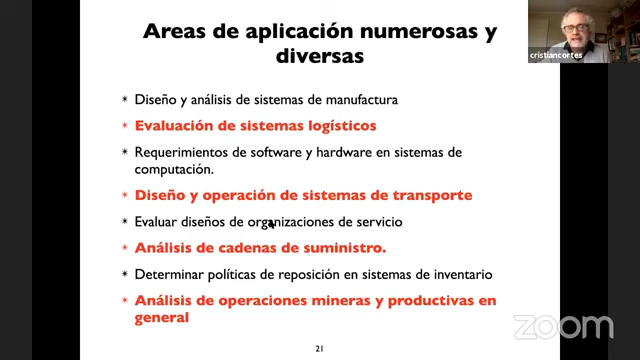 Areas de aplicación numerosas y
diversas
cristiancortes
* Diseño y análisis de sistemas de manufactura
* Evaluación de sistemas logísticos
* Requerimientos de software y hardware en sistemas de
computación.
* Diseño y operación de sistemas de transporte
* Evaluar diseños de organizaciones de servicio
* Análisis de cadenas de suministro.
* Determinar políticas de reposición en sistemas de inventario
* Análisis de operaciones mineras y productivas en
general
zoom
21